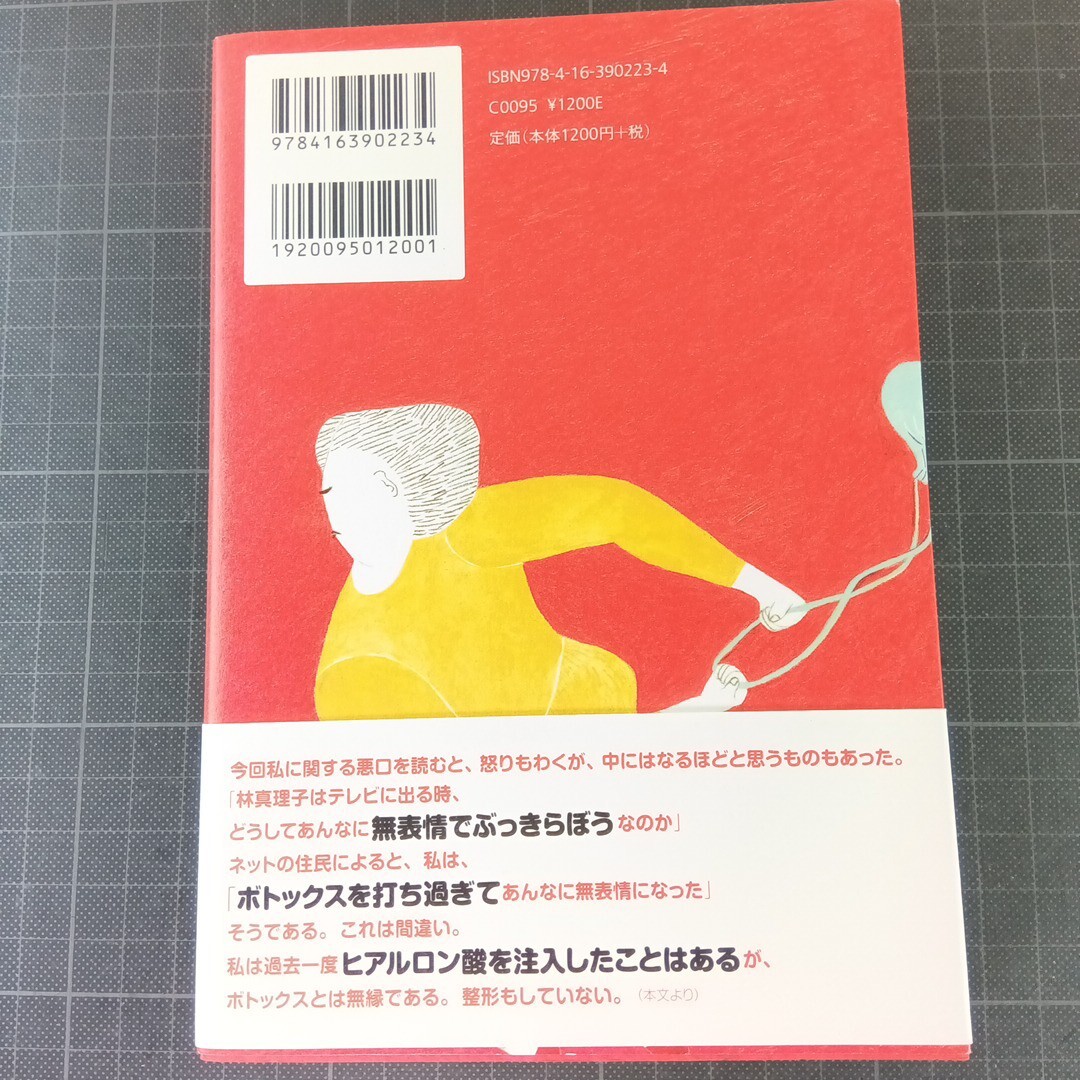 9784163902234
1920095012001
ISBN978-4-16-390223-4
C0095 ¥1200E
定価(本体1200円+税)
今回私に関する悪口を読むと、怒りもわくが、中にはなるほどと思うものもあった。
「林真理子はテレビに出る時、
どうしてあんなに無表情でぶっきらぼうなのか」
ネットの住民によると、私は、
「ボトックスを打ち過ぎてあんなに無表情になった」
そうである。これは間違い。
私は過去一度ヒアルロン酸を注入したことはあるが、
ボトックスとは無縁である。整形もしていない。(本文より)